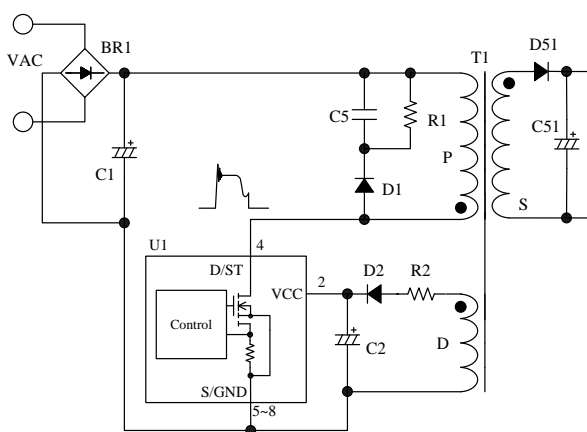 VAC
BR1
T1
D51
C5
R1
C51
C1
P
D1
S
U1
4
D/ST
2
D2
R2
VCC
Control
C2
D
S/GND
5~8